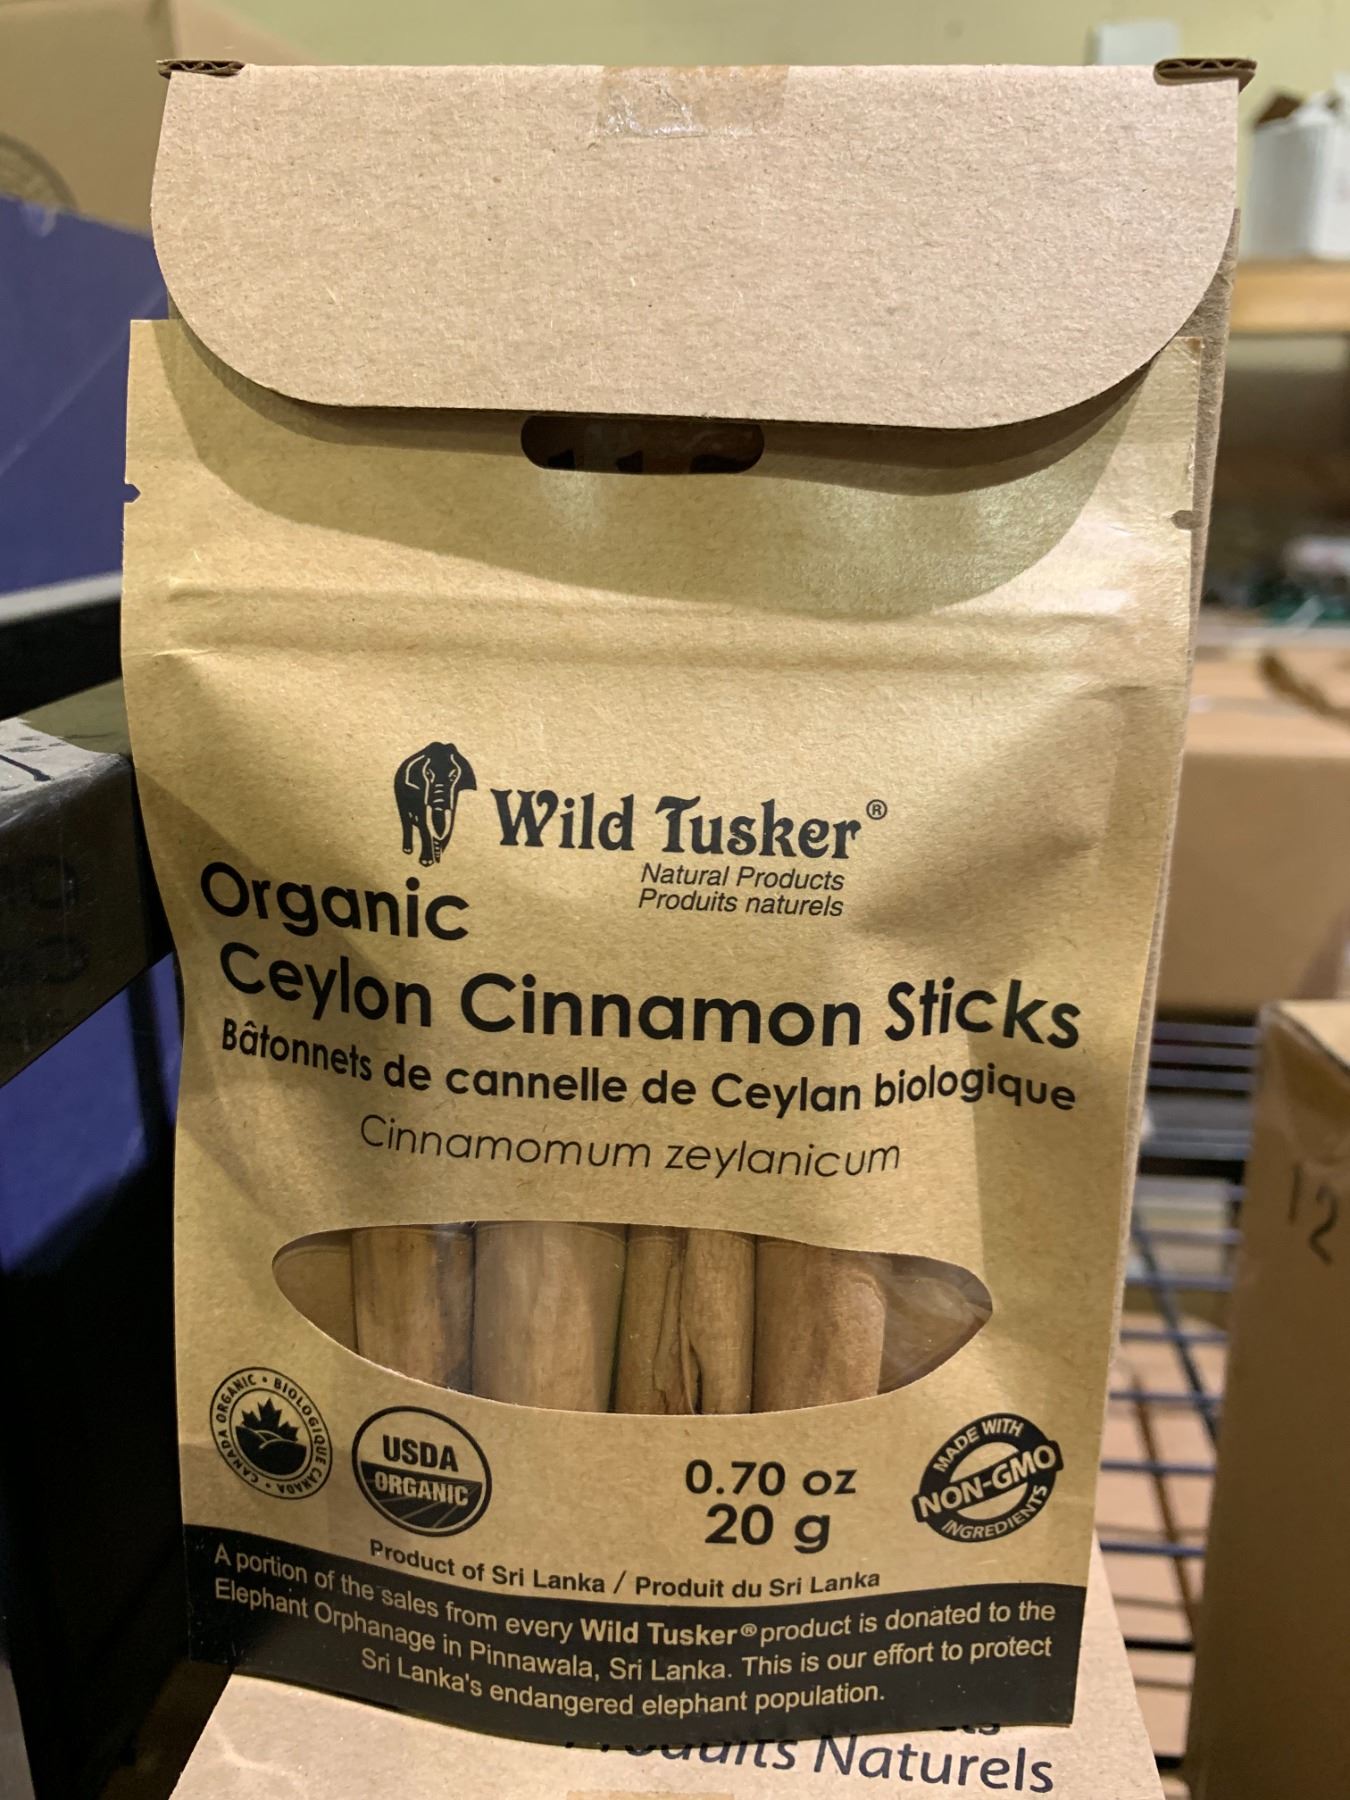 Wild Tusker®
Natural Products
Produits naturels
Organic
Ceylon Cinnamon Sticks
Bâtonnets de cannelle de Ceylan biologique
Cinnamomum zeylanicum
CANADA ORGANIC • BIOLOGIQUE CANADA •
USDA
ORGANIC
0.70 oz
20 g
MADE WITH
NON-GMO
INGREDIENTS
Product of Sri Lanka / Produit du Sri Lanka
A portion of the sales from every Wild Tusker® product is donated to the
Elephant Orphanage in Pinnawala, Sri Lanka. This is our effort to protect
Sri Lanka's endangered elephant population.
Naturels
12